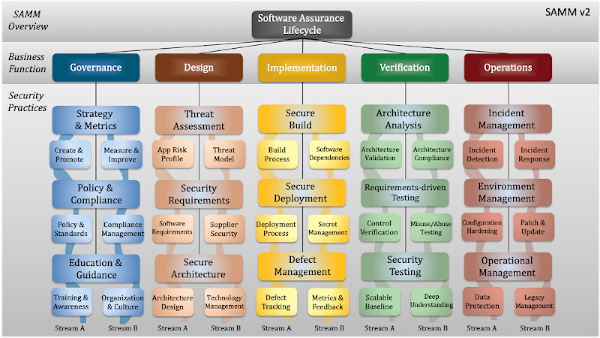 SAMM
Overview
Software Assurance
Lifecycle
SAMM v2
Business
Function
Governance
Design
Implementation
Verification
Operations
Security
Practices
Strategy
& Metrics
Threat
Assessment
Secure
Build
Architecture
Analysis
Incident
Management
Create &
Promote
Measure &
Improve
App Risk
Profile
Threat
Model
Build
Process
Software
Dependencies
Architecture
Validation
Architecture
Compliance
Incident
Detection
Incident
Response
Policy &
Compliance
Security
Requirements
Secure
Deployment
Requirements-driven
Testing
Environment
Management
Policy &
Standards
Compliance
Management
Software
Requirements
Supplier
Security
Deployment
Process
Secret
Management
Control
Verification
Misuse/Abuse
Testing
Configuration
Hardening
Patch &
Update
Education &
Guidance
Secure
Architecture
Defect
Management
Security
Testing
Operational
Management
Training &
Awareness
Organization
& Culture
Architecture
Design
Technology
Management
Defect
Tracking
Metrics &
Feedback
Scalable
Baseline
Deep
Understanding
Data
Protection
Legacy
Management
Stream A
Stream B
Stream A
Stream B
Stream A
Stream B
Stream A
Stream B
Stream A
Stream B